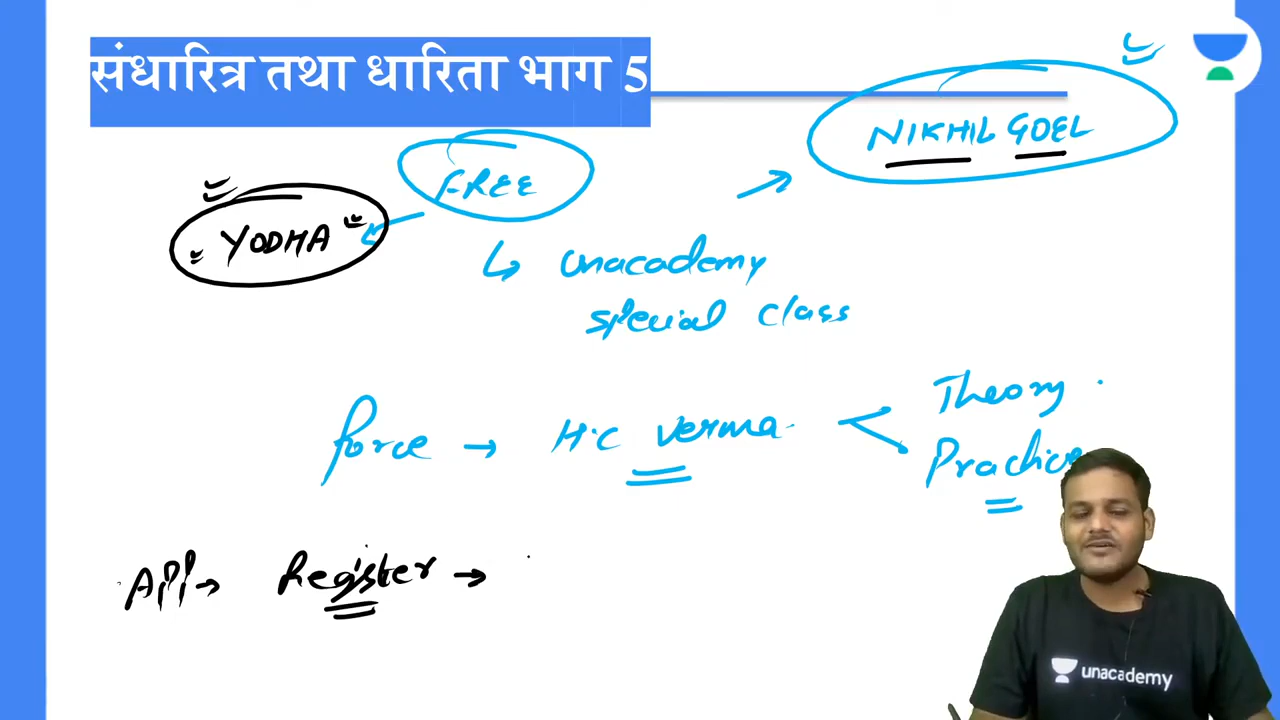 संधारित्र तथा धारिता भाग 5
NIKHIL GOEL
FREE
YODHA
unacademy
special class
force → H.C Verma
Theory
Practice
APP → Register →
unacademy